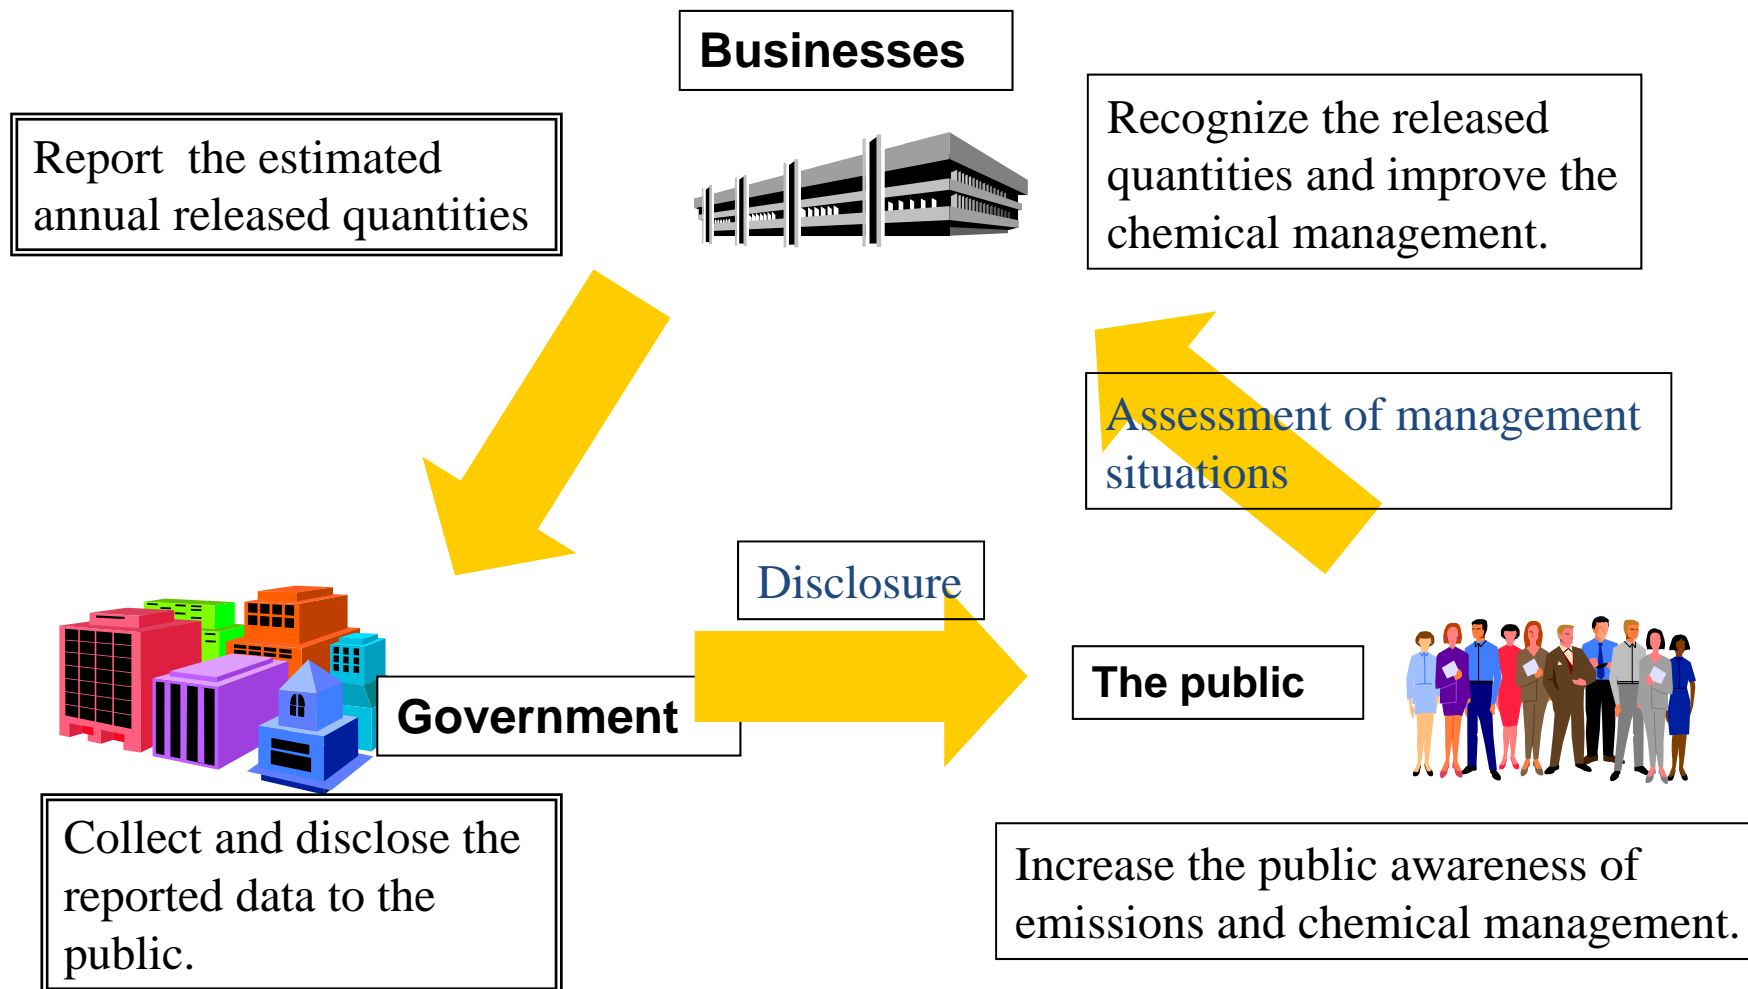 Businesses
Report  the estimated
annual released quantities
Recognize the released
quantities and improve the
chemical management.
Assessment of management
situations
Disclosure
Government
The public
Collect and disclose the
reported data to the
public.
Increase the public awareness of
emissions and chemical management.